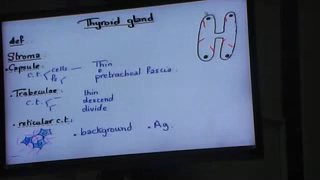 Thyroid gland
def.
Stroma:
• Capsule: cells Thin
c.t. pretracheal Fascia.
• Trabeculae: thin
c.t. descend
divide
• reticular c.t.: • background • Ag.